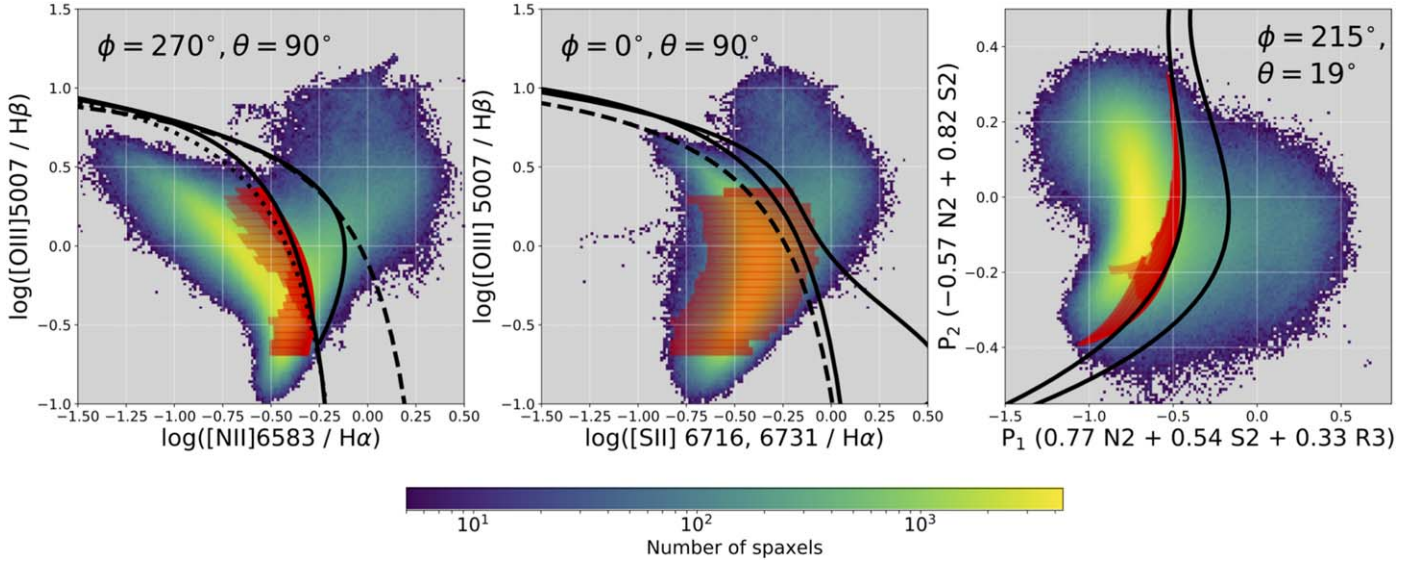 ϕ = 270°, θ = 90°
log([OIII]5007 / Hβ)
1.5
1.0
0.5
0.0
−0.5
−1.0
−1.50 −1.25 −1.00 −0.75 −0.50 −0.25 0.00 0.25 0.50
log([NII]6583 / Hα)
ϕ = 0°, θ = 90°
log([OIII] 5007 / Hβ)
1.5
1.0
0.5
0.0
−0.5
−1.0
−1.50 −1.25 −1.00 −0.75 −0.50 −0.25 0.00 0.25 0.50
log([SII] 6716, 6731 / Hα)
ϕ = 215°,
θ = 19°
P₂ (−0.57 N2 + 0.82 S2)
0.4
0.2
0.0
−0.2
−0.4
−1.5 −1.0 −0.5 0.0 0.5
P₁ (0.77 N2 + 0.54 S2 + 0.33 R3)
10¹ 10² 10³
Number of spaxels